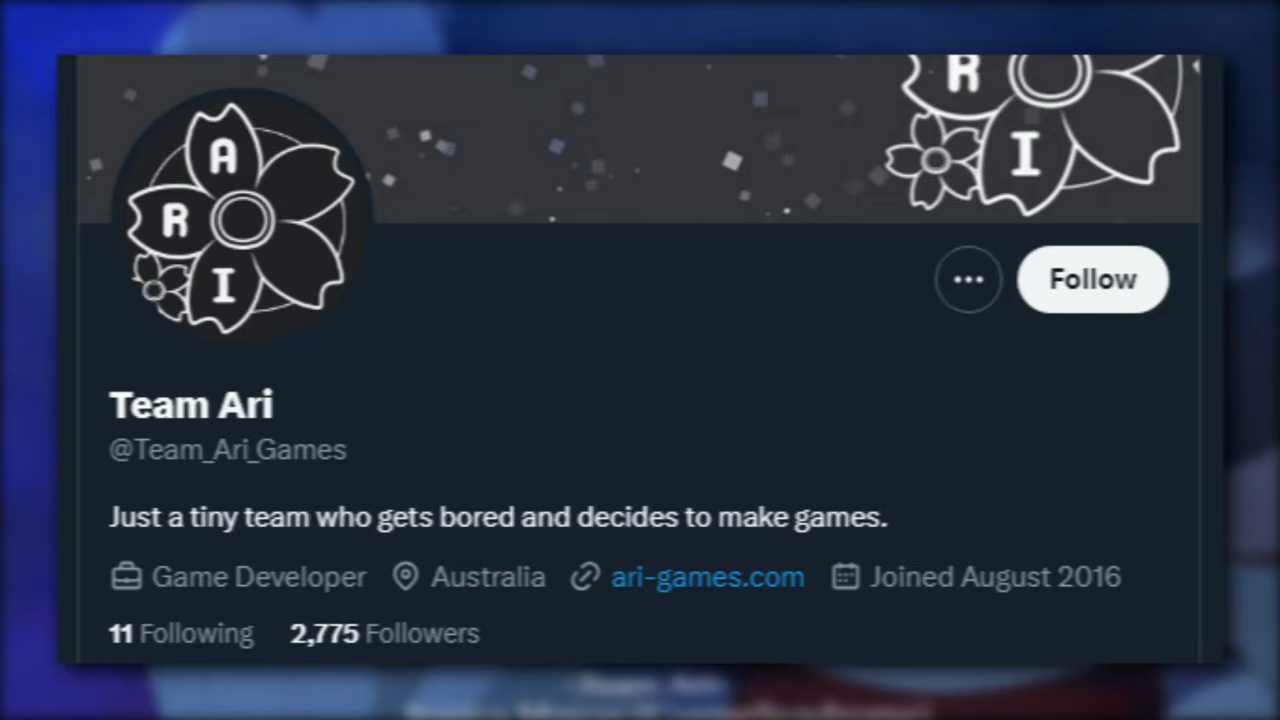 A
R
I
R
I
Follow
Team Ari
@Team_Ari_Games
Just a tiny team who gets bored and decides to make games.
Game Developer Australia ari-games.com Joined August 2016
11 Following 2,775 Followers